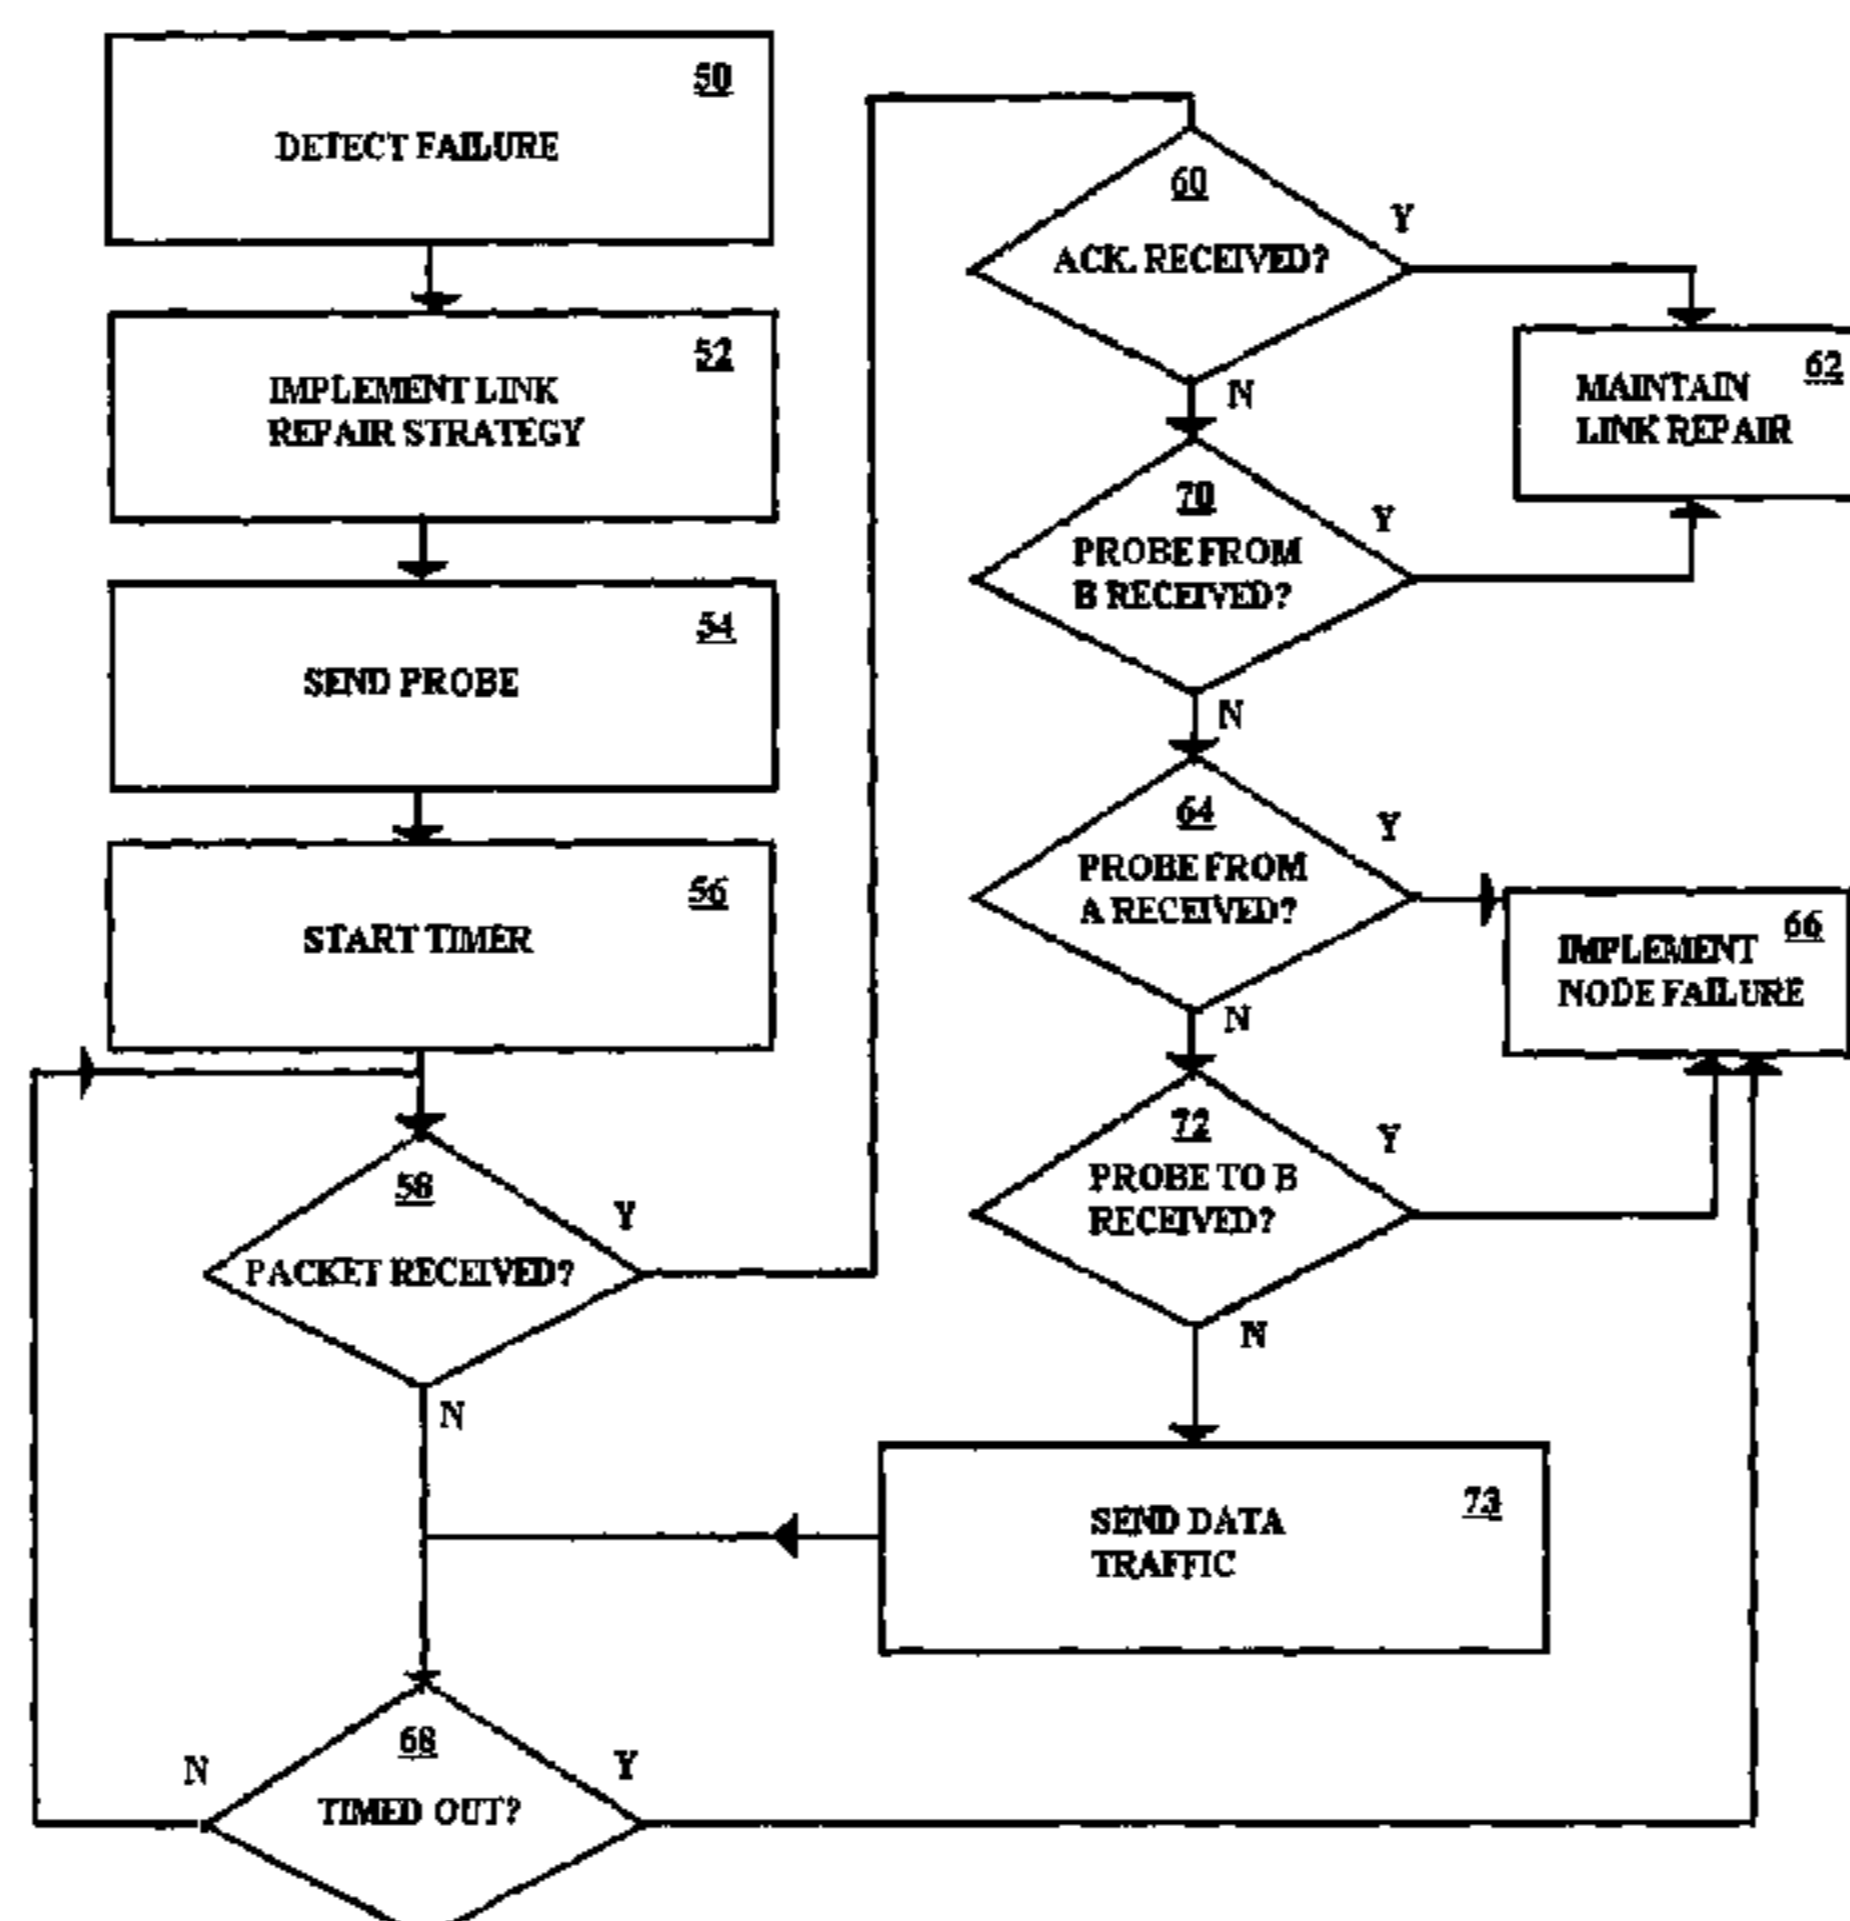 50
DETECT FAILURE
52
IMPLEMENT LINK
REPAIR STRATEGY
54
SEND PROBE
56
START TIMER
58
PACKET RECEIVED?
Y
N
68
TIMED OUT?
N
Y
60
ACK. RECEIVED?
Y
N
62
MAINTAIN
LINK REPAIR
70
PROBE FROM
B RECEIVED?
Y
N
64
PROBE FROM
A RECEIVED?
Y
N
66
IMPLEMENT
NODE FAILURE
72
PROBE TO B
RECEIVED?
Y
N
73
SEND DATA
TRAFFIC